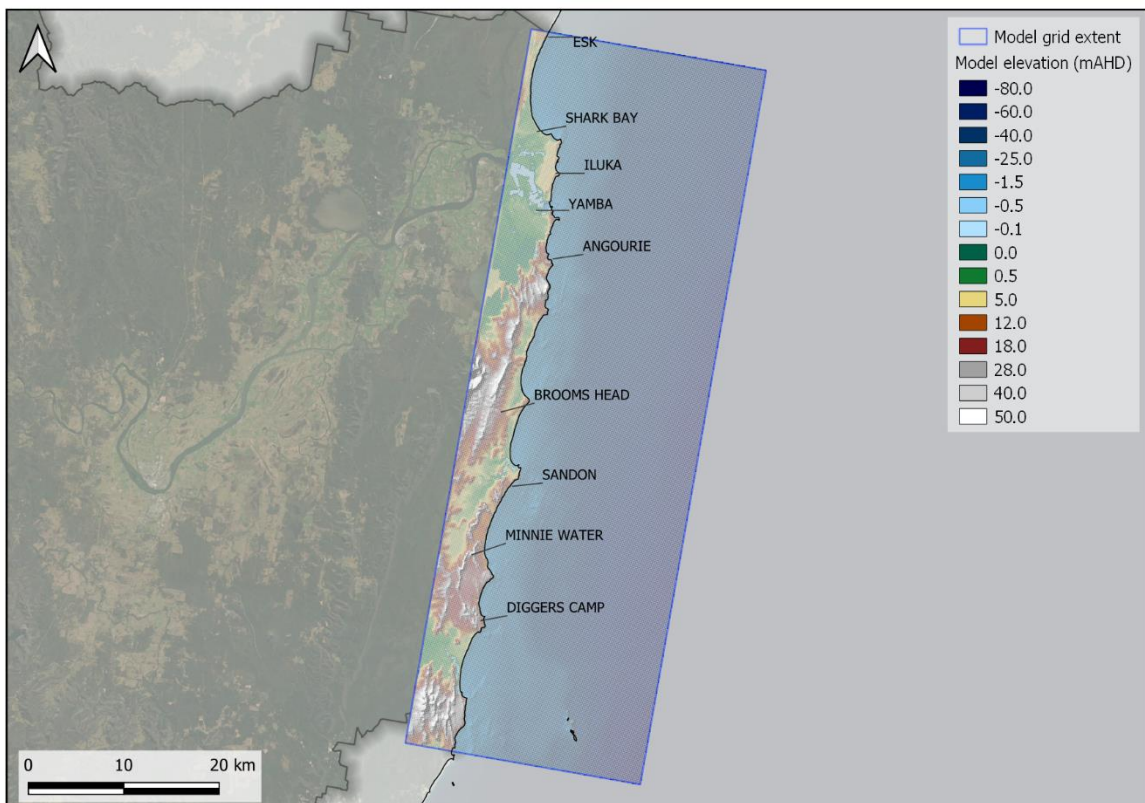 ESK
SHARK BAY
ILUKA
YAMBA
ANGOURIE
BROOMS HEAD
SANDON
MINNIE WATER
DIGGERS CAMP
Model grid extent
Model elevation (mAHD)
-80.0
-60.0
-40.0
-25.0
-1.5
-0.5
-0.1
0.0
0.5
5.0
12.0
18.0
28.0
40.0
50.0
0 10 20 km